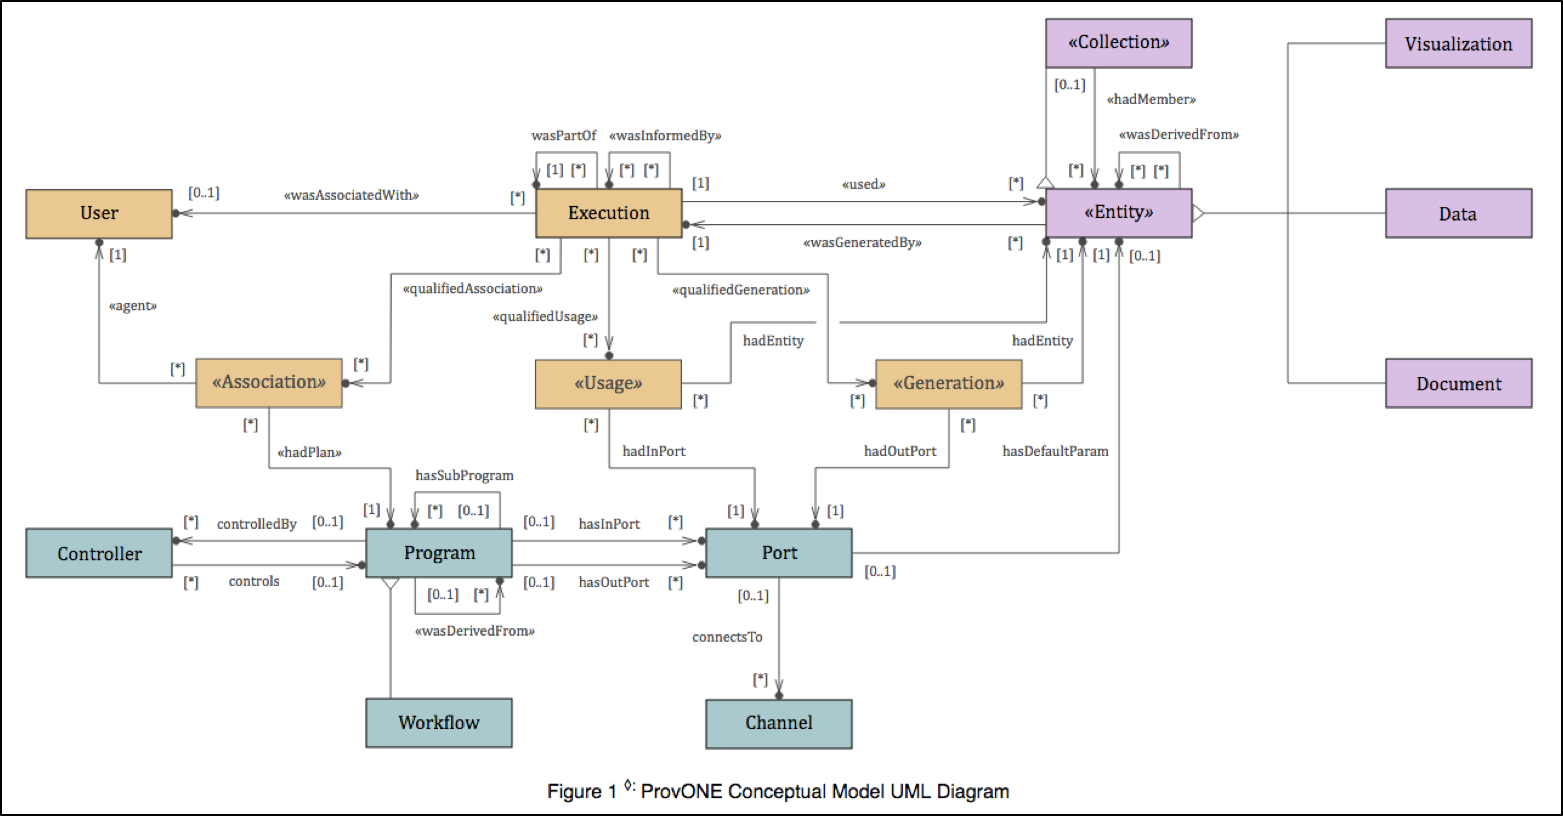 «Collection»
Visualization
[0..1]
«hadMember»
wasPartOf
«wasInformedBy»
«wasDerivedFrom»
[1] [*]
[*] [*]
[*]
[*] [*]
[0..1]
«wasAssociatedWith»
[*]
[1]
«used»
[*]
User
Execution
«Entity»
Data
[1]
«wasGeneratedBy»
[*]
[1]
[*]
[*]
[*]
[1]
[1]
[0..1]
«agent»
«qualifiedAssociation»
«qualifiedGeneration»
«qualifiedUsage»
[*]
hadEntity
hadEntity
[*]
[*]
«Association»
«Usage»
«Generation»
Document
[*]
[*]
[*]
[*]
[*]
[*]
«hadPlan»
hadInPort
hadOutPort
hasDefaultParam
hasSubProgram
[1]
[*] [0..1]
[1]
[1]
[*]
controlledBy
[0..1]
[0..1]
hasInPort
[*]
Controller
Program
Port
[*]
controls
[0..1]
[0..1]
hasOutPort
[*]
[0..1]
[0..1] [*]
[0..1]
«wasDerivedFrom»
connectsTo
[*]
Workflow
Channel
Figure 1 ◊: ProvONE Conceptual Model UML Diagram